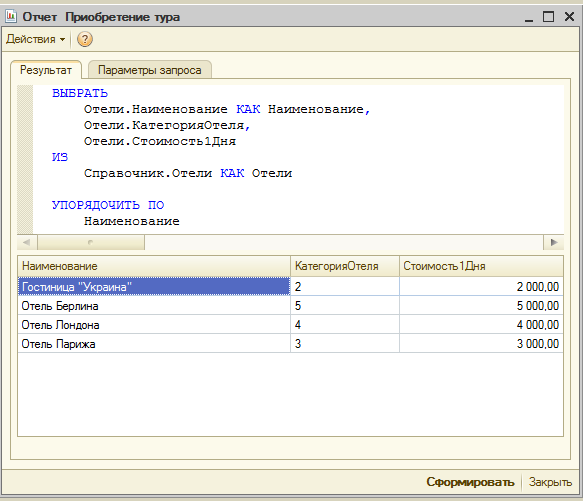 Отчет Приобретение тура
Действия ?
Результат Параметры запроса
ВЫБРАТЬ
Отели.Наименование КАК Наименование,
Отели.КатегорияОтеля,
Отели.Стоимость1Дня
ИЗ
Справочник.Отели КАК Отели
УПОРЯДОЧИТЬ ПО
Наименование
Наименование КатегорияОтеля Стоимость1Дня
Гостиница "Украина" 2 2 000,00
Отель Берлина 5 5 000,00
Отель Лондона 4 4 000,00
Отель Парижа 3 3 000,00
Сформировать Закрыть